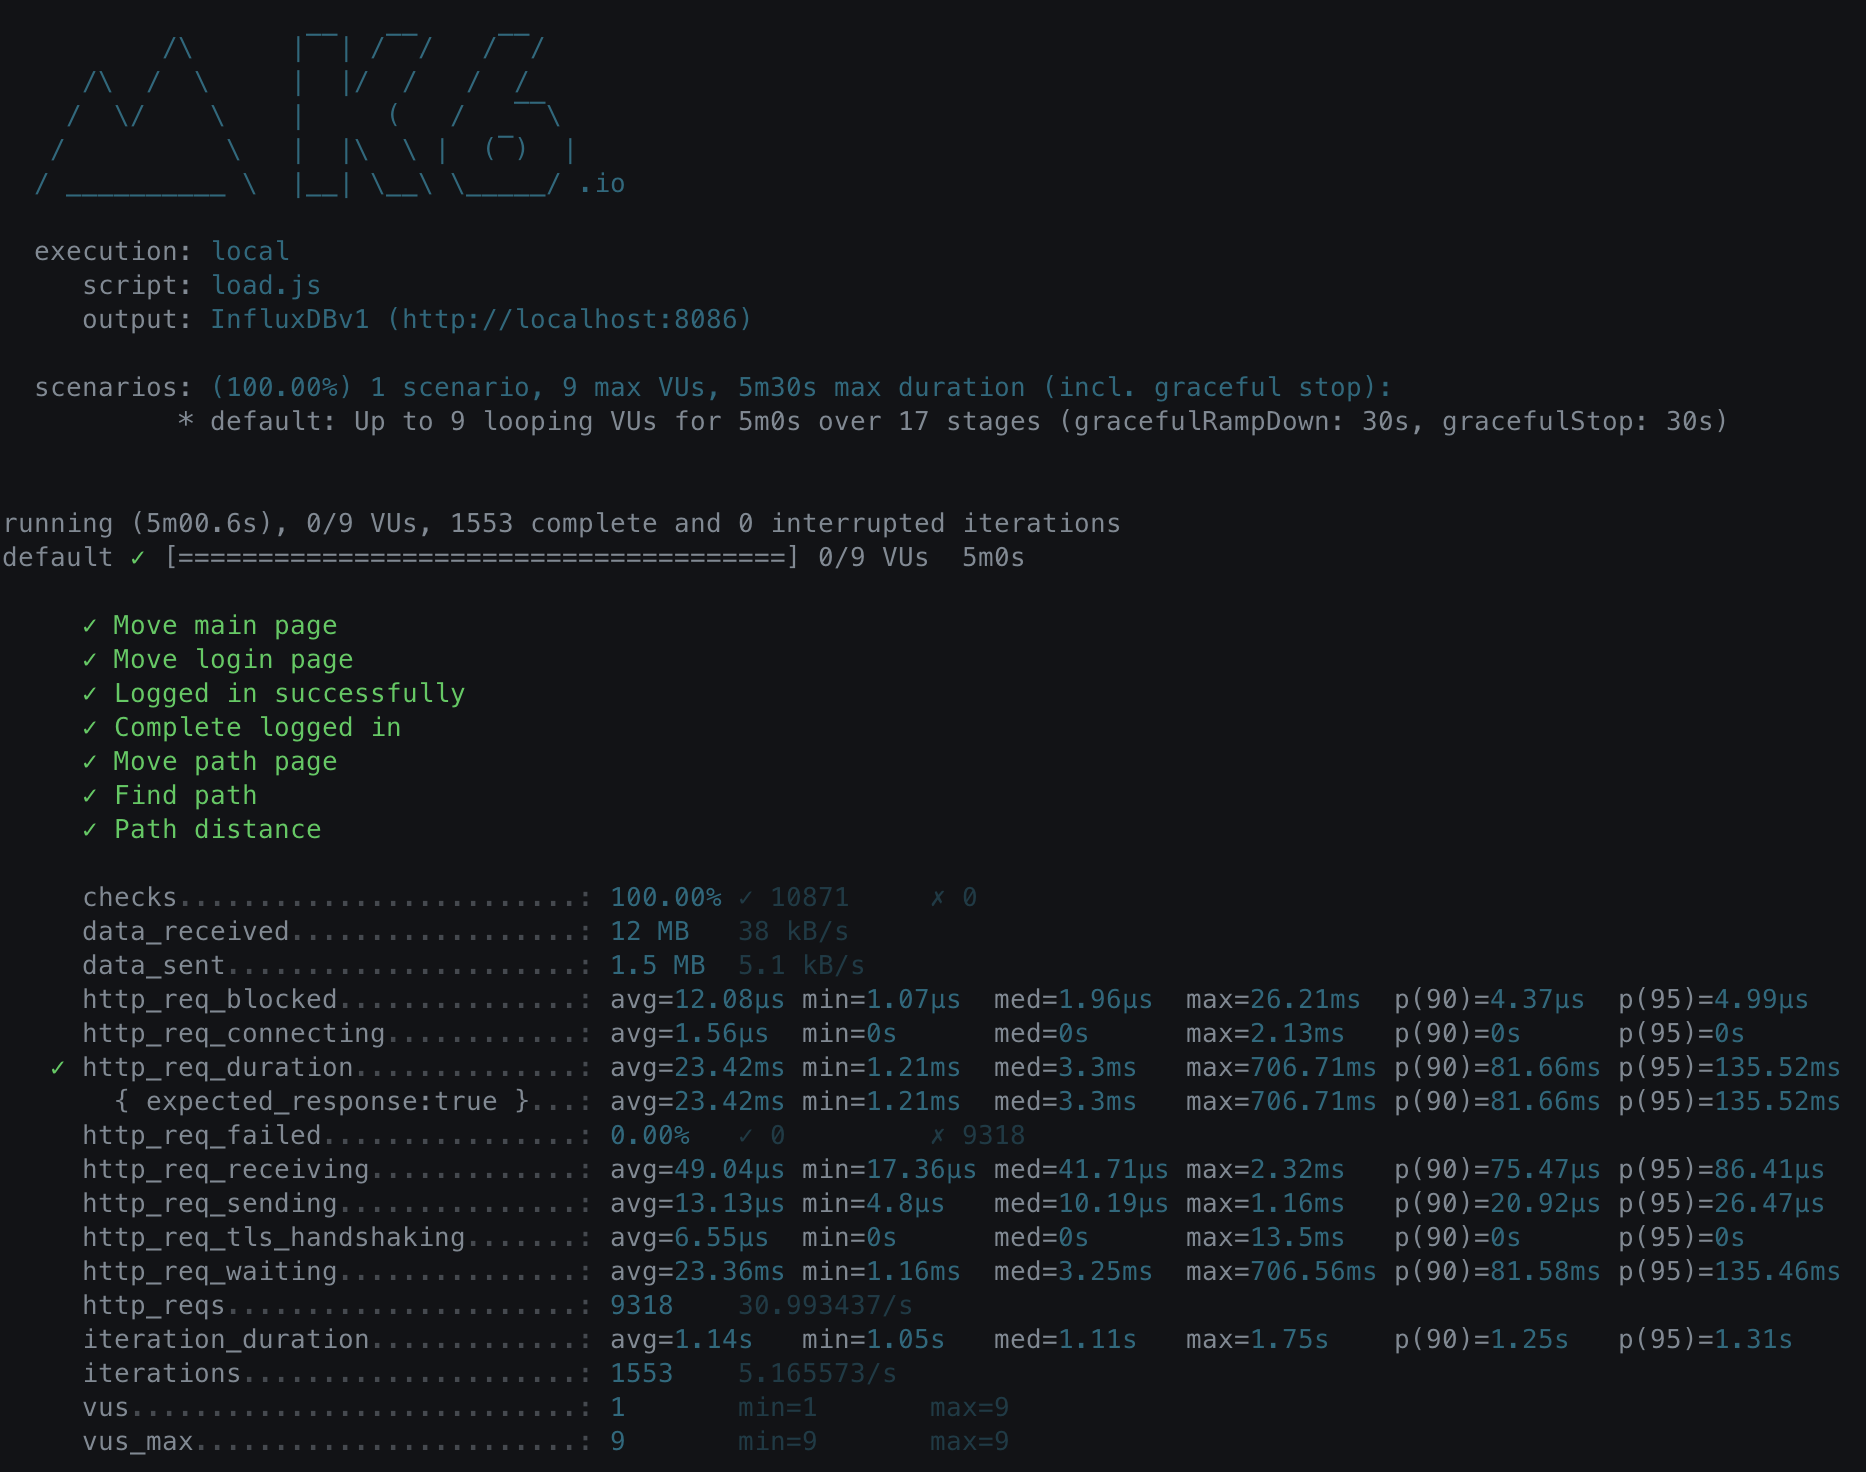 /\      |‾‾| /‾‾/   /‾‾/
     /\  /  \     |  |/  /   /  /
    /  \/    \    |     (   /   ‾‾\
   /          \   |  |\  \ |  (‾)  |
  / __________ \  |__| \__\ \_____/ .io

  execution: local
     script: load.js
     output: InfluxDBv1 (http://localhost:8086)

  scenarios: (100.00%) 1 scenario, 9 max VUs, 5m30s max duration (incl. graceful stop):
           * default: Up to 9 looping VUs for 5m0s over 17 stages (gracefulRampDown: 30s, gracefulStop: 30s)

running (5m00.6s), 0/9 VUs, 1553 complete and 0 interrupted iterations
default ✓ [======================================] 0/9 VUs  5m0s

     ✓ Move main page
     ✓ Move login page
     ✓ Logged in successfully
     ✓ Complete logged in
     ✓ Move path page
     ✓ Find path
     ✓ Path distance

     checks.........................: 100.00% ✓ 10871     ✗ 0
     data_received..................: 12 MB   38 kB/s
     data_sent......................: 1.5 MB  5.1 kB/s
     http_req_blocked...............: avg=12.08µs min=1.07µs  med=1.96µs  max=26.21ms  p(90)=4.37µs  p(95)=4.99µs
     http_req_connecting............: avg=1.56µs  min=0s      med=0s      max=2.13ms   p(90)=0s      p(95)=0s
   ✓ http_req_duration..............: avg=23.42ms min=1.21ms  med=3.3ms   max=706.71ms p(90)=81.66ms p(95)=135.52ms
       { expected_response:true }...: avg=23.42ms min=1.21ms  med=3.3ms   max=706.71ms p(90)=81.66ms p(95)=135.52ms
     http_req_failed................: 0.00%   ✓ 0         ✗ 9318
     http_req_receiving.............: avg=49.04µs min=17.36µs med=41.71µs max=2.32ms   p(90)=75.47µs p(95)=86.41µs
     http_req_sending...............: avg=13.13µs min=4.8µs   med=10.19µs max=1.16ms   p(90)=20.92µs p(95)=26.47µs
     http_req_tls_handshaking.......: avg=6.55µs  min=0s      med=0s      max=13.5ms   p(90)=0s      p(95)=0s
     http_req_waiting...............: avg=23.36ms min=1.16ms  med=3.25ms  max=706.56ms p(90)=81.58ms p(95)=135.46ms
     http_reqs......................: 9318    30.993437/s
     iteration_duration.............: avg=1.14s   min=1.05s   med=1.11s   max=1.75s    p(90)=1.25s   p(95)=1.31s
     iterations.....................: 1553    5.165573/s
     vus............................: 1       min=1       max=9
     vus_max........................: 9       min=9       max=9